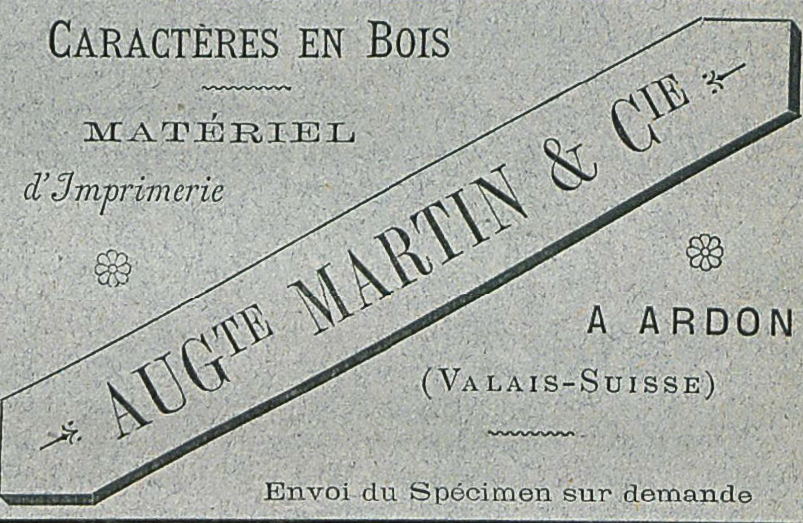 CARACTÈRES EN BOIS
MATÉRIEL
d'Imprimerie
AUGTE MARTIN & CIE
A ARDON
(VALAIS-SUISSE)
Envoi du Spécimen sur demande